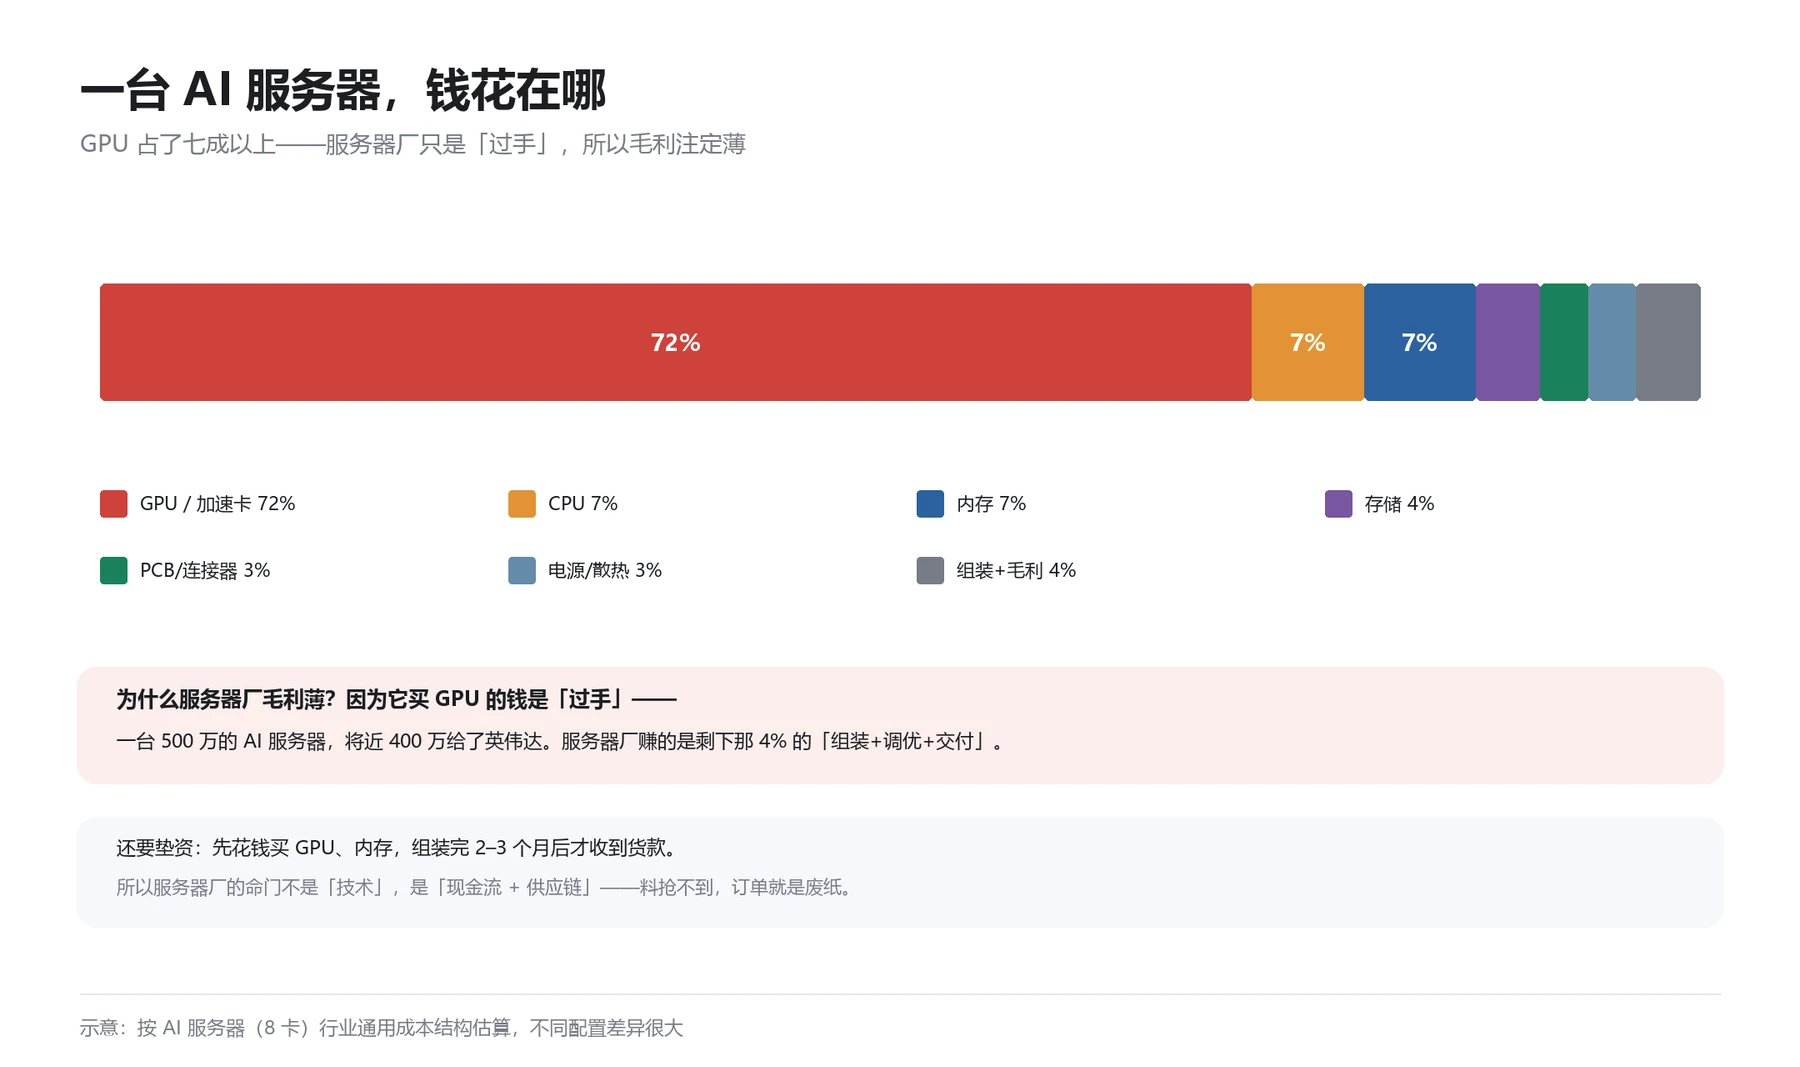 一台 AI 服务器，钱花在哪
GPU 占了七成以上——服务器厂只是「过手」，所以毛利注定薄
72%
7%
7%
GPU / 加速卡 72%
CPU 7%
内存 7%
存储 4%
PCB/连接器 3%
电源/散热 3%
组装+毛利 4%
为什么服务器厂毛利薄？因为它买 GPU 的钱是「过手」——
一台 500 万的 AI 服务器，将近 400 万给了英伟达。服务器厂赚的是剩下那 4% 的「组装+调优+交付」。
还要垫资：先花钱买 GPU、内存，组装完 2–3 个月后才收到货款。
所以服务器厂的命门不是「技术」，是「现金流 + 供应链」——料抢不到，订单就是废纸。
示意：按 AI 服务器（8 卡）行业通用成本结构估算，不同配置差异很大